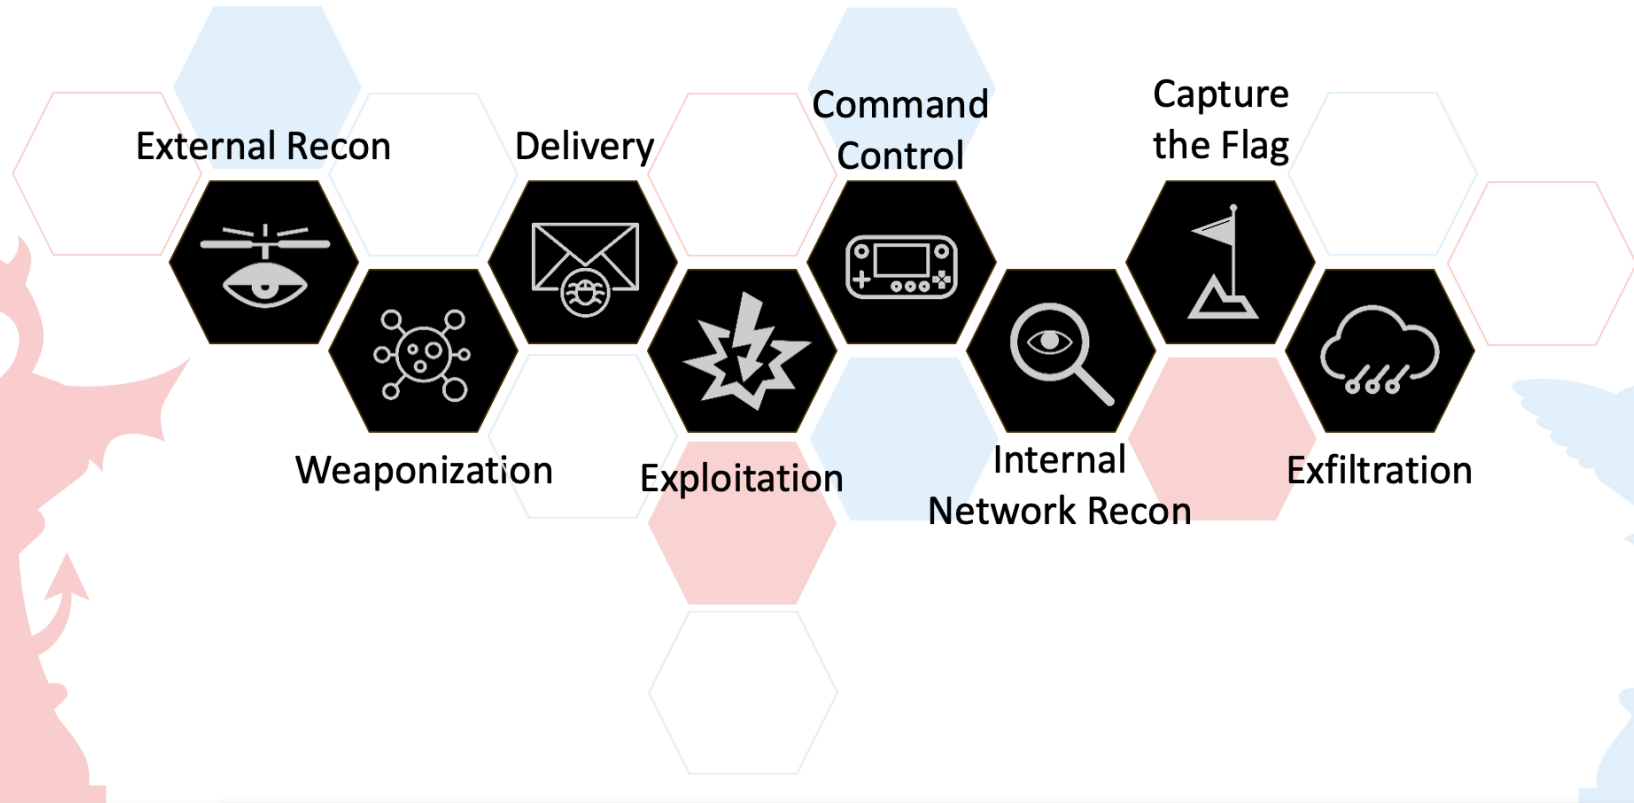 External Recon
Weaponization
Delivery
Exploitation
Command
Control
Internal
Network Recon
Capture
the Flag
Exfiltration